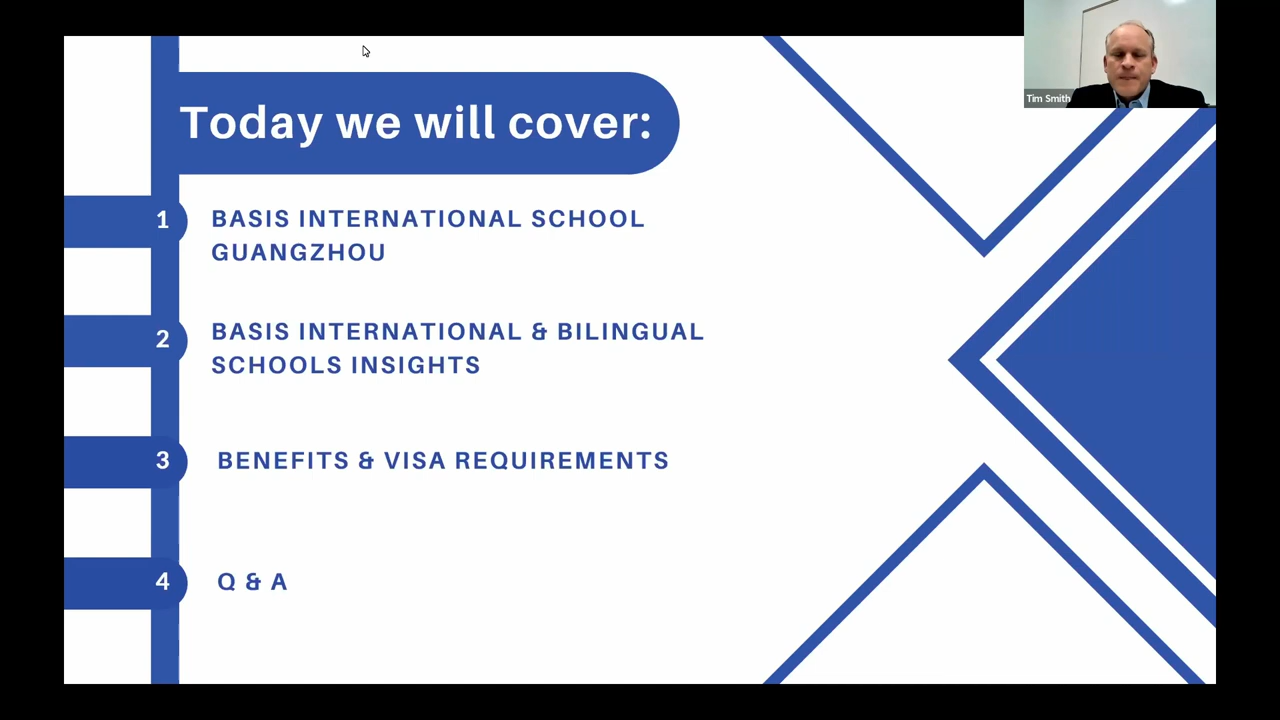 Today we will cover:
1
BASIS INTERNATIONAL SCHOOL
GUANGZHOU
2
BASIS INTERNATIONAL & BILINGUAL
SCHOOLS INSIGHTS
3
BENEFITS & VISA REQUIREMENTS
4
Q & A
Tim Smith